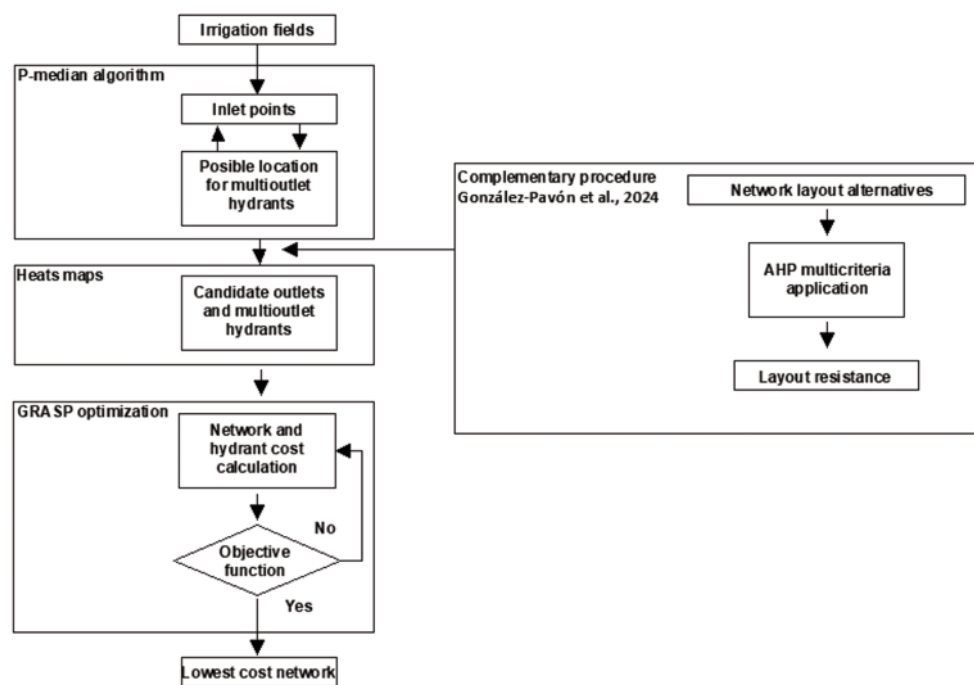 Irrigation fields
P-median algorithm
Inlet points
Posible location
for multioutlet
hydrants
Complementary procedure
González-Pavón et al., 2024
Network layout alternatives
AHP multicriteria
application
Layout resistance
Heats maps
Candidate outlets
and multioutlet
hydrants
GRASP optimization
Network and
hydrant cost
calculation
No
Objective
function
Yes
Lowest cost network